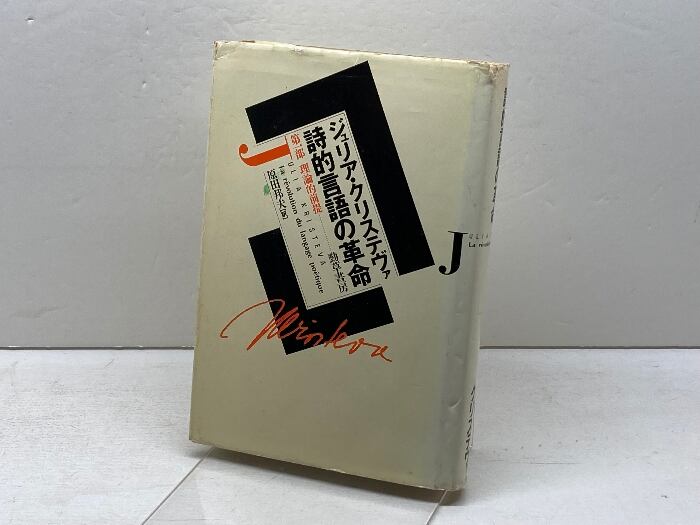 ジュリア・クリステヴァ
詩的言語の革命
勁草書房
第一部 理論的前提
JULIA KRISTEVA
La révolution du langage poétique
原田邦夫[訳]
Kristeva
J